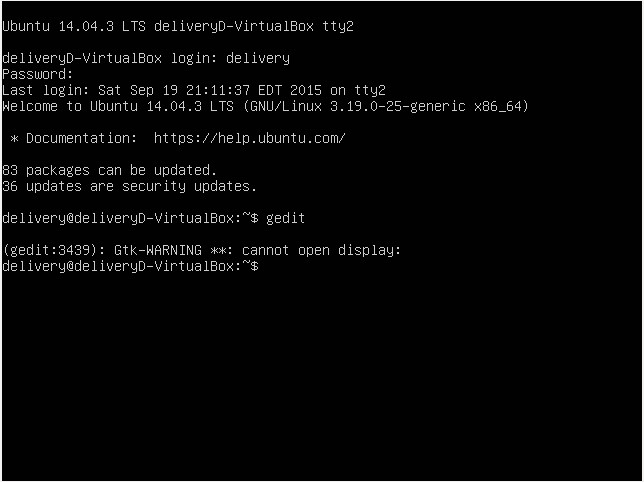 Ubuntu 14.04.3 LTS deliveryD-VirtualBox tty2
deliveryD-VirtualBox login: delivery
Password:
Last login: Sat Sep 19 21:11:37 EDT 2015 on tty2
Welcome to Ubuntu 14.04.3 LTS (GNU/Linux 3.19.0-25-generic x86_64)
* Documentation:  https://help.ubuntu.com/
83 packages can be updated.
36 updates are security updates.
delivery@deliveryD-VirtualBox:~$ gedit
(gedit:3439): Gtk-WARNING **: cannot open display:
delivery@deliveryD-VirtualBox:~$